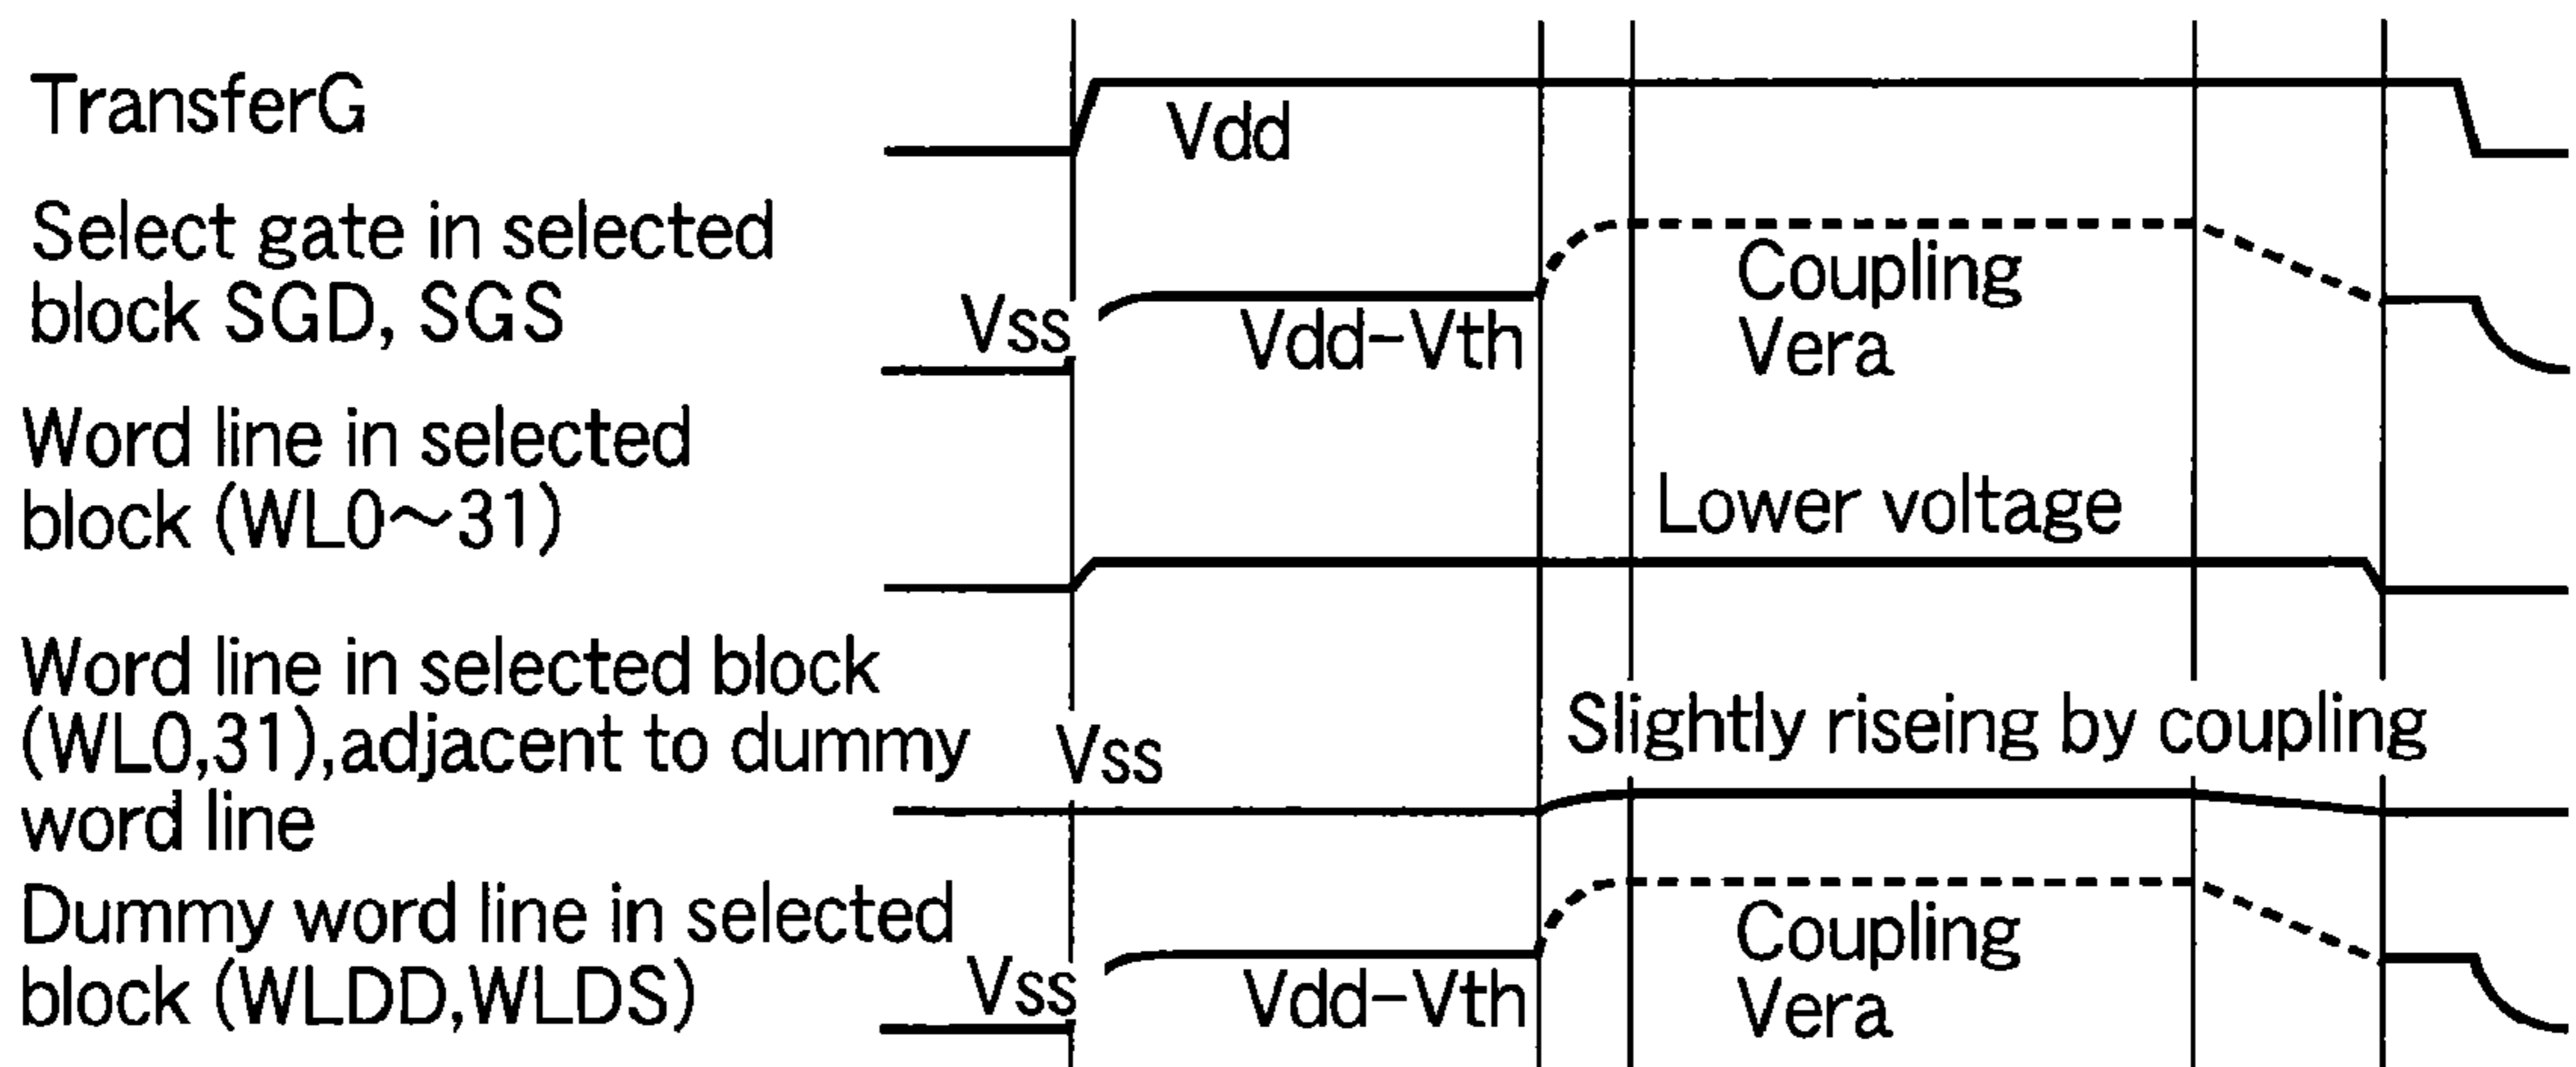 TransferG
Vdd
Select gate in selected
block SGD, SGS
Vss
Vdd-Vth
Coupling
Vera
Word line in selected
block (WL0～31)
Lower voltage
Word line in selected block
(WL0,31),adjacent to dummy
word line
Vss
Slightly riseing by coupling
Dummy word line in selected
block (WLDD,WLDS)
Vss
Vdd-Vth
Coupling
Vera